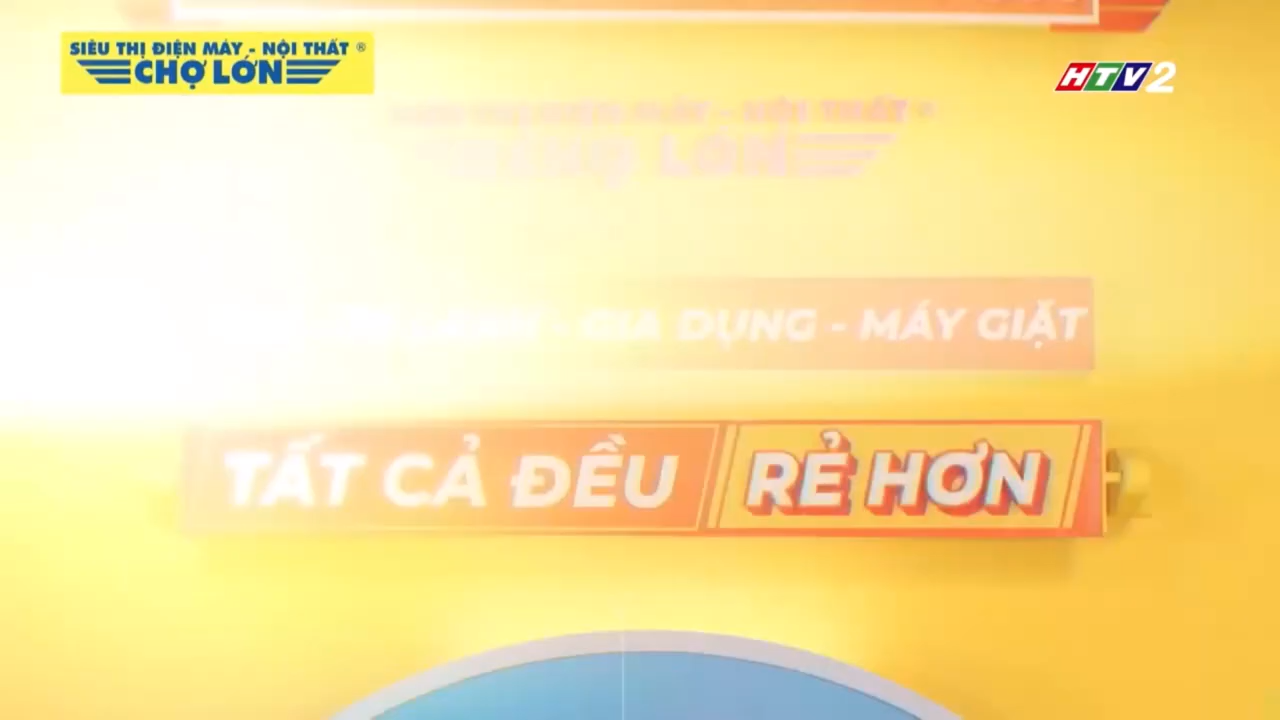 SIÊU THỊ ĐIỆN MÁY - NỘI THẤT ®
CHỢ LỚN
HTV2
- GIA DỤNG - MÁY GIẶT
TẤT CẢ ĐỀU RẺ HƠN